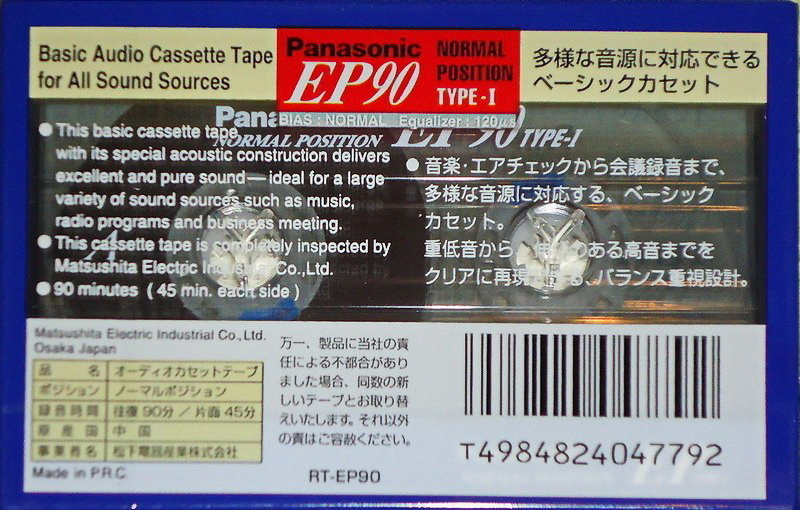 Basic Audio Cassette Tape
for All Sound Sources
Panasonic
EP90
NORMAL
POSITION
TYPE-I
BIAS : NORMAL Equalizer : 120μs
多様な音源に対応できる
ベーシックカセット
NORMAL POSITION
EP90 TYPE-I
● This basic cassette tape
with its special acoustic construction delivers
excellent and pure sound—ideal for a large
variety of sound sources such as music,
radio programs and business meeting.
● This cassette tape is completely inspected by
Matsushita Electric Industrial Co.,Ltd.
● 90 minutes ( 45 min. each side )
● 音楽・エアチェックから会議録音まで、
多様な音源に対応する、ベーシック
カセット。
重低音から のある高音までを
クリアに再現 る、バランス重視設計。
Matsushita Electric Industrial Co.,Ltd.
Osaka Japan
品名 オーディオカセットテープ
ポジション ノーマルポジション
録音時間 往復 90分 / 片面 45分
原産国 中国
事業者名 松下電器産業株式会社
Made in P.R.C.
万一、製品に当社の責
任による不都合があり
ました場合、同数の新
しいテープとお取り替
えいたします。それ以外
の責はご容赦ください。
RT-EP90
T4984824047792